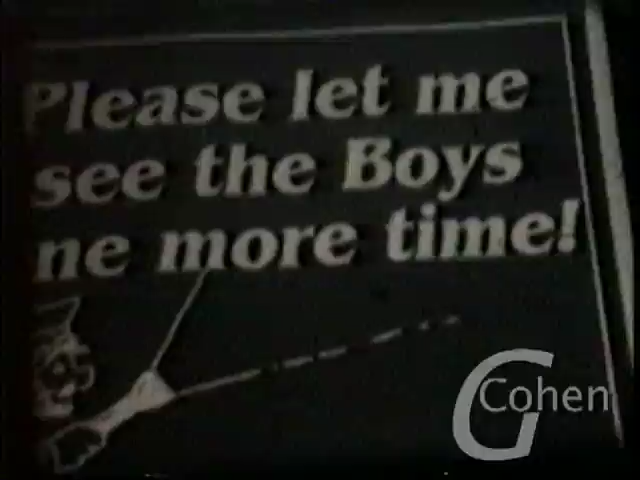 Please let me
see the Boys
ne more time!
G
Cohen